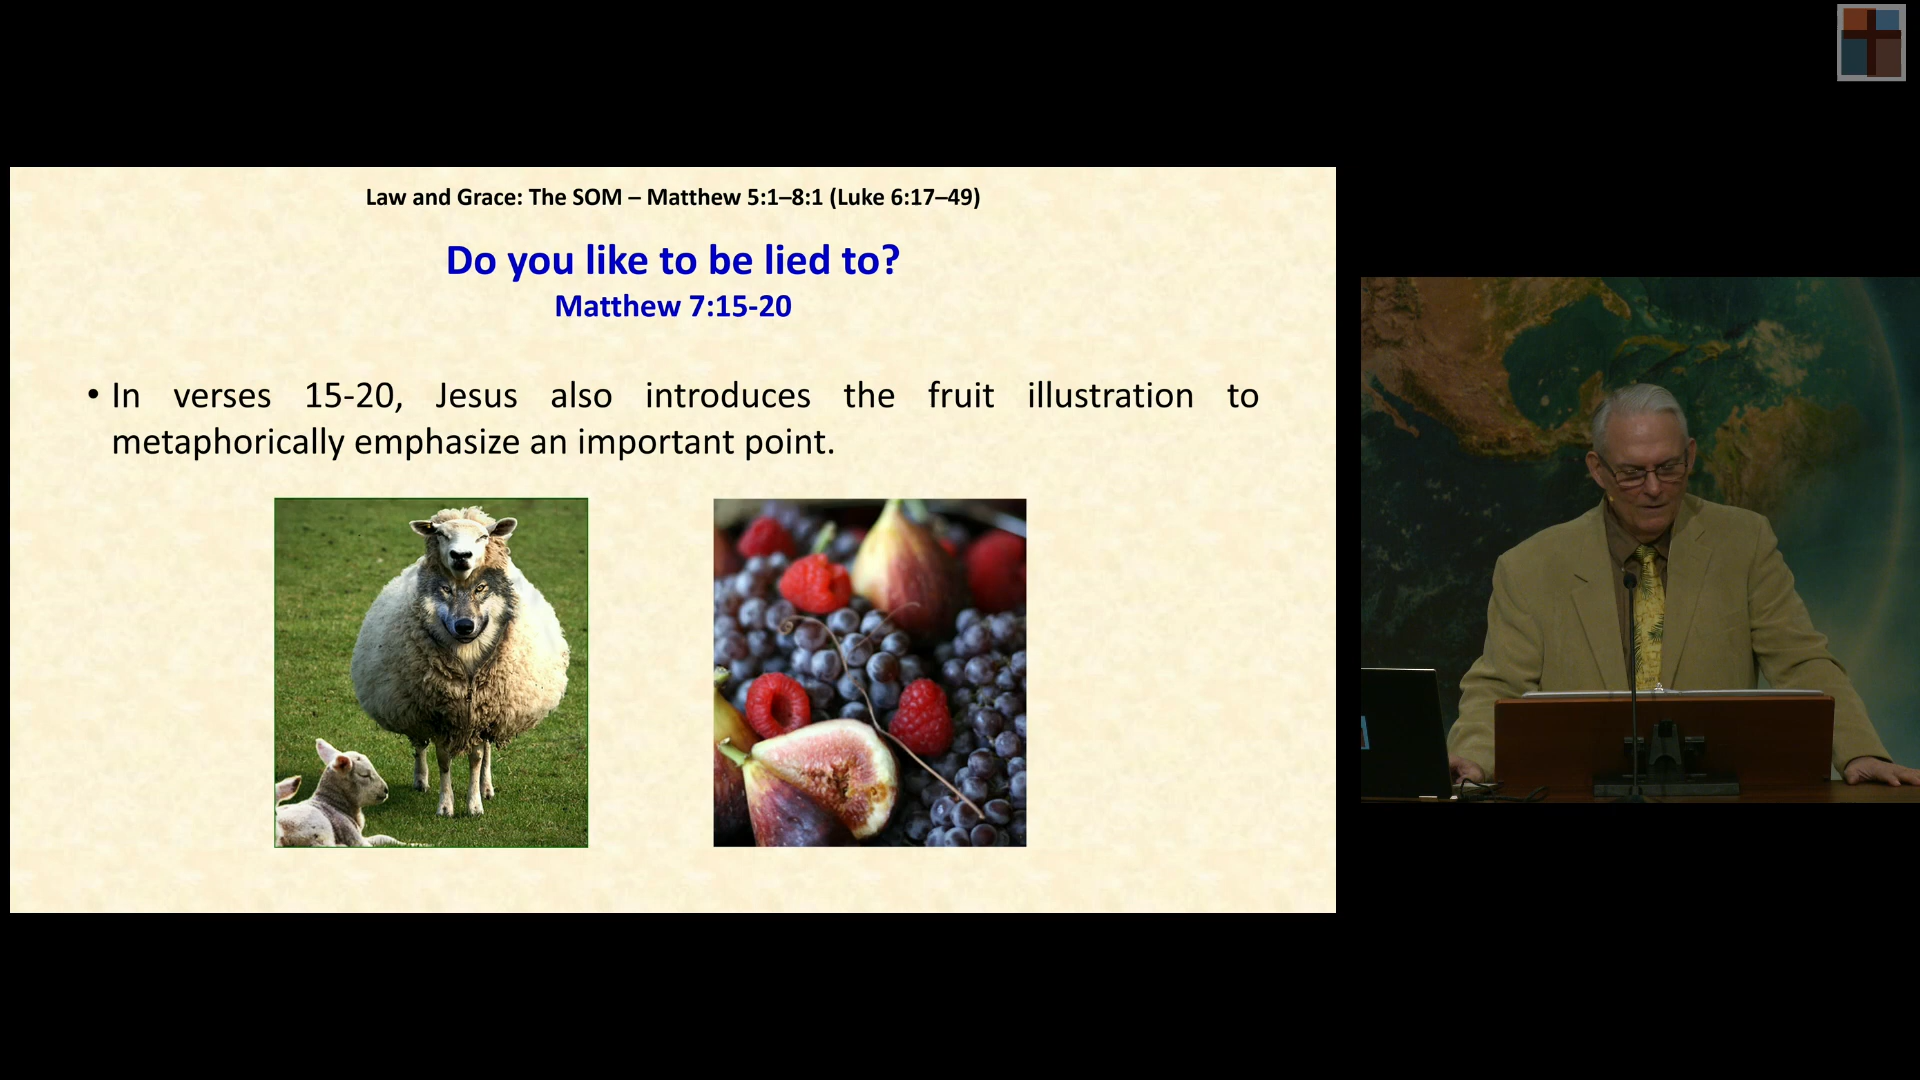 Law and Grace: The SOM – Matthew 5:1–8:1 (Luke 6:17–49)
Do you like to be lied to?
Matthew 7:15-20
• In verses 15-20, Jesus also introduces the fruit illustration to
metaphorically emphasize an important point.